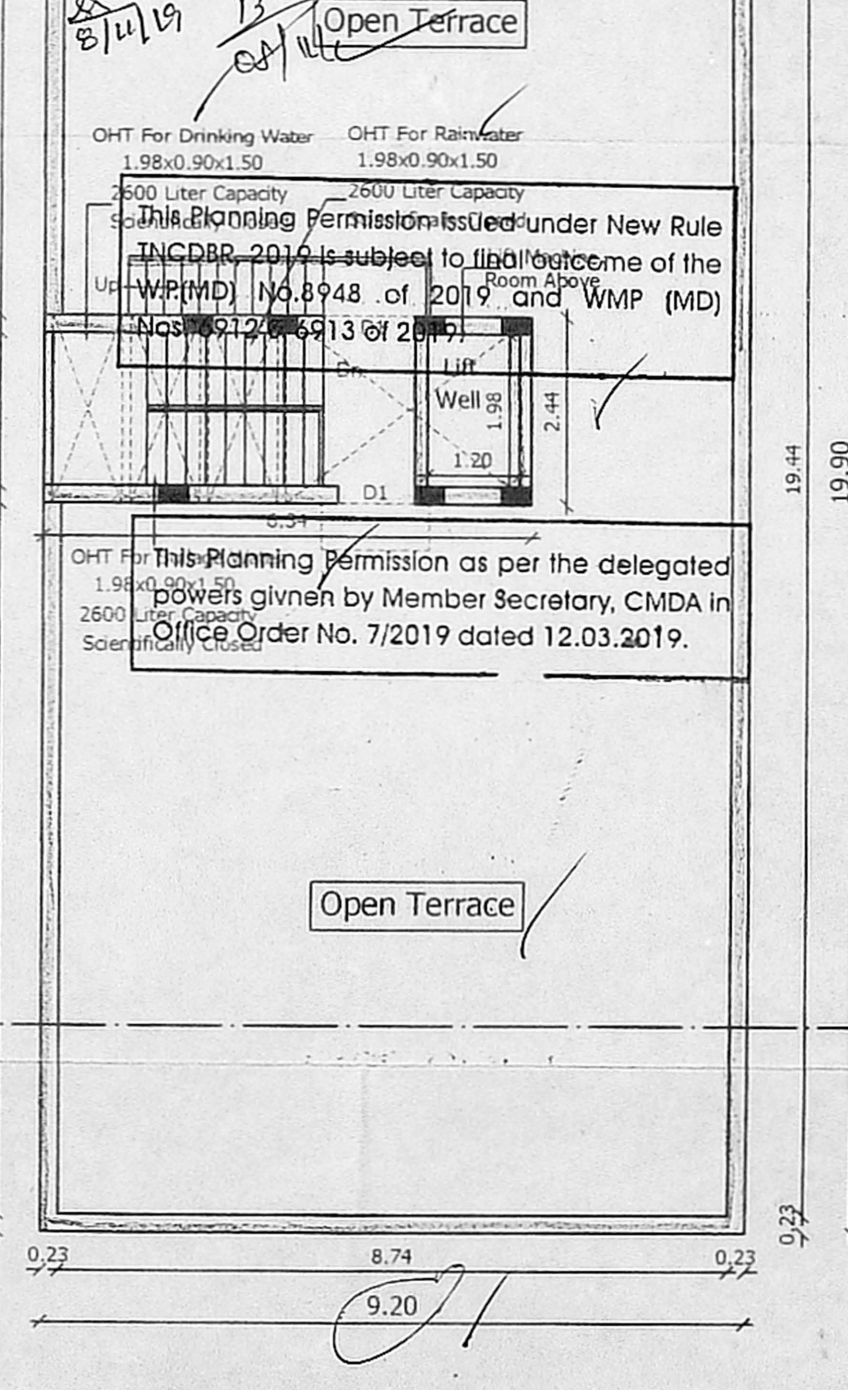 8/11/19
Open Terrace
OHT For Drinking Water
1.98x0.90x1.50
2600 Liter Capacity
OHT For Rainwater
1.98x0.90x1.50
2600 Liter Capacity
Room Above
Up
This Planning Permission issued under New Rule
TNCDBR, 2019 is subject to final outcome of the
W.P.(MD) No.8948 of 2019 and WMP (MD)
Nos. 6912 & 6913 of 2019.
Dn.
Lift
Well
1.98
2.44
1.20
D1
6.34
19.44
19.90
OHT For
1.98x0.90x1.50
2600 Liter Capacity
Scientifically Closed
This Planning Permission as per the delegated
powers givnen by Member Secretary, CMDA in
Office Order No. 7/2019 dated 12.03.2019.
Open Terrace
0.23
0.23
8.74
0.23
9.20